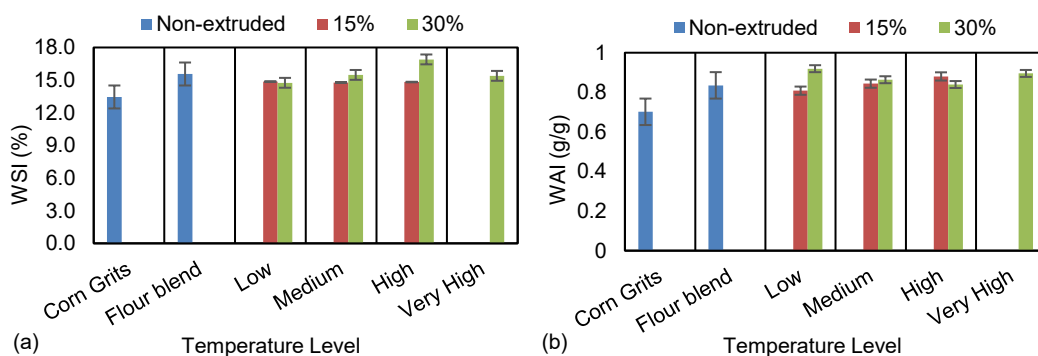 Non-extruded 15% 30%
18.0
15.0
12.0
9.0
6.0
3.0
0.0
WSI (%)
Corn Grits
Flour blend
Low
Medium
High
Very High
(a)
Temperature Level
Non-extruded 15% 30%
1
0.8
0.6
0.4
0.2
0
WAI (g/g)
Corn Grits
Flour blend
Low
Medium
High
Very High
(b)
Temperature Level